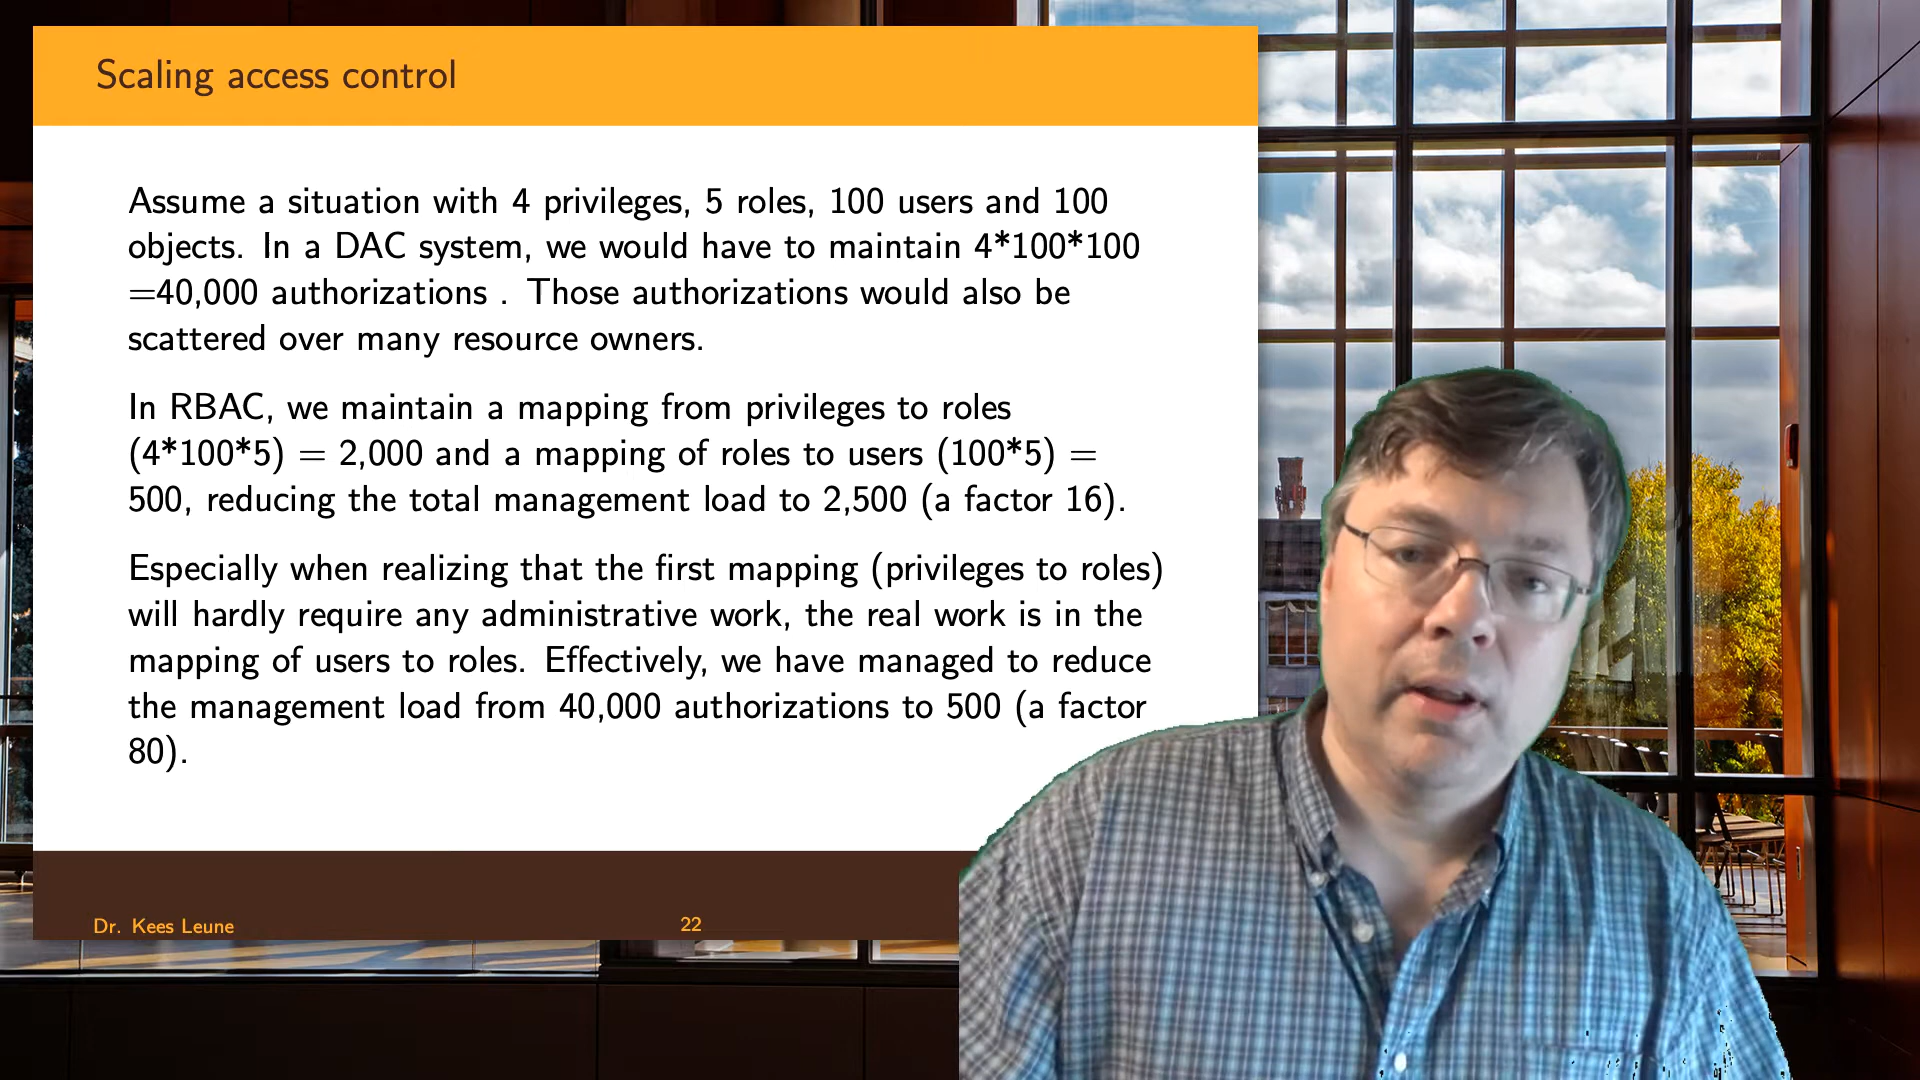 Scaling access control
Assume a situation with 4 privileges, 5 roles, 100 users and 100
objects. In a DAC system, we would have to maintain 4*100*100
=40,000 authorizations . Those authorizations would also be
scattered over many resource owners.
In RBAC, we maintain a mapping from privileges to roles
(4*100*5) = 2,000 and a mapping of roles to users (100*5) =
500, reducing the total management load to 2,500 (a factor 16).
Especially when realizing that the first mapping (privileges to roles)
will hardly require any administrative work, the real work is in the
mapping of users to roles. Effectively, we have managed to reduce
the management load from 40,000 authorizations to 500 (a factor
80).
Dr. Kees Leune
22